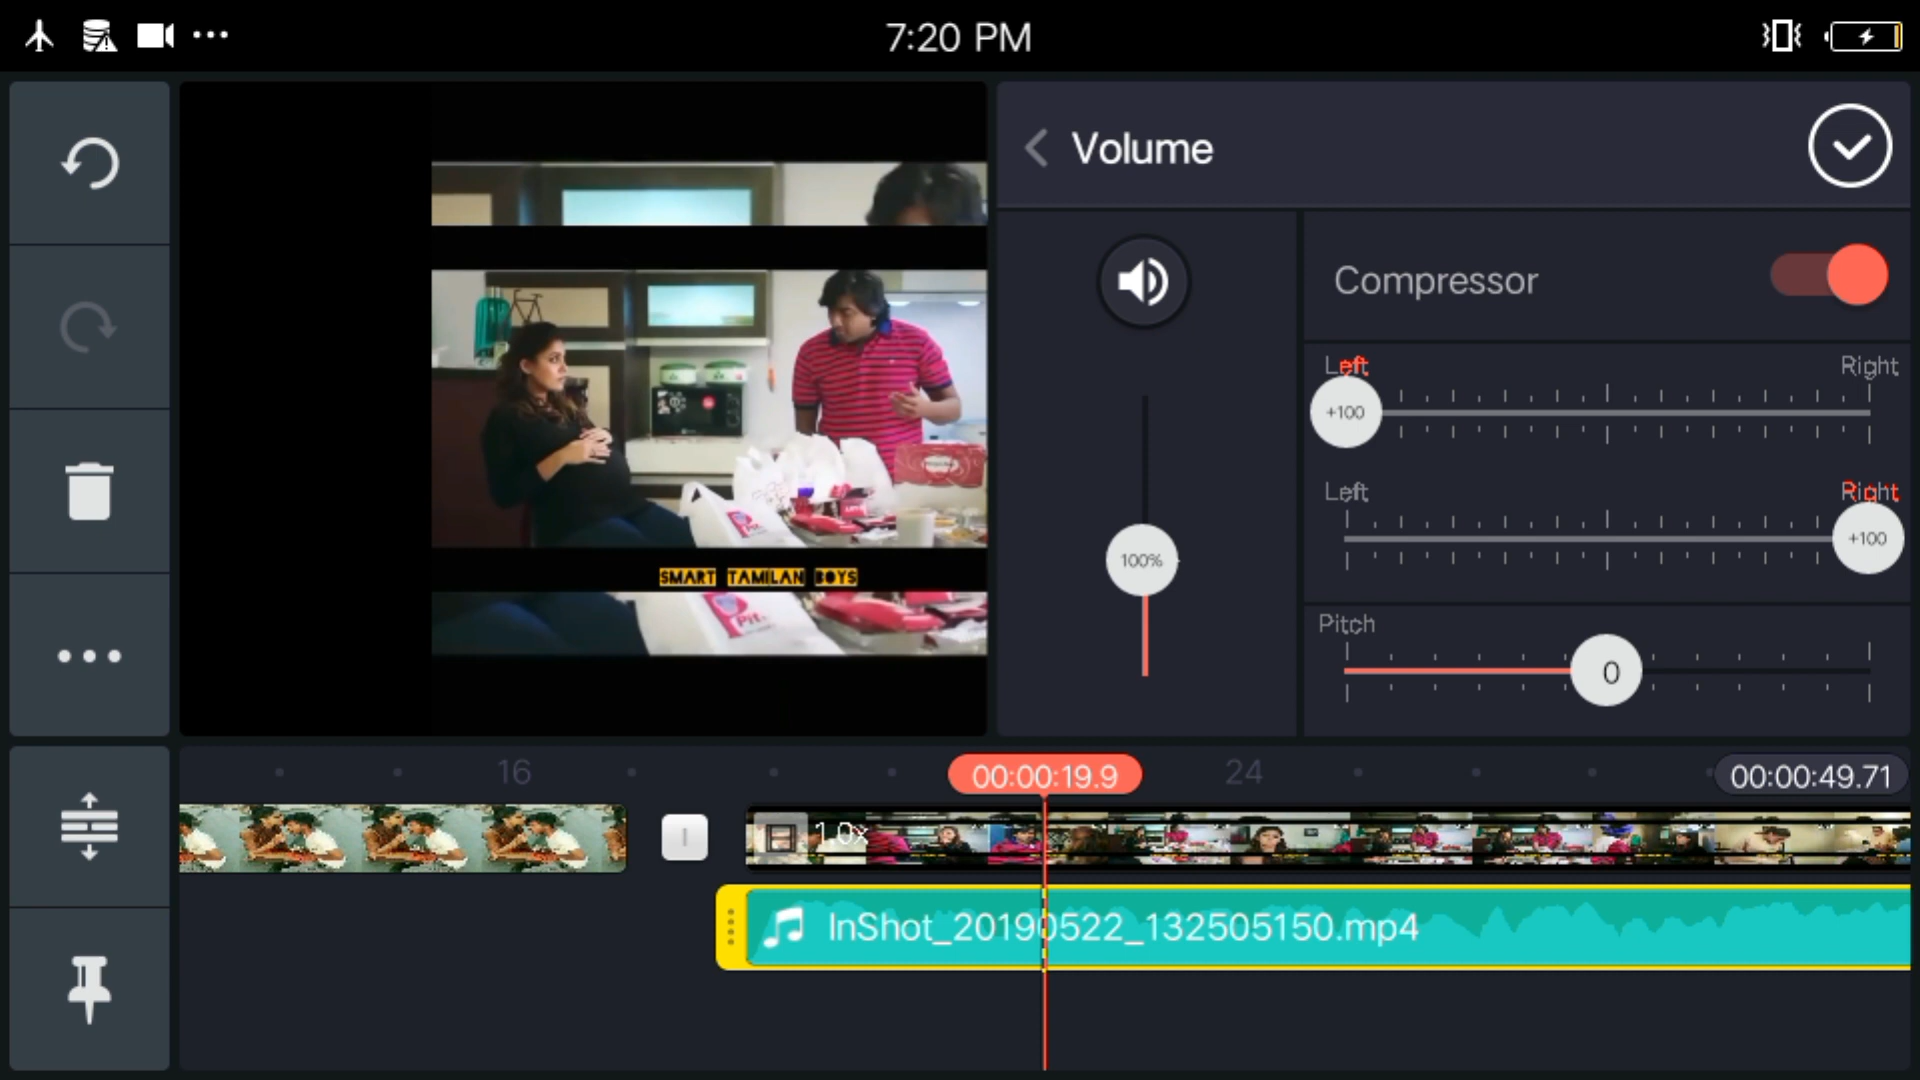 7:20 PM
Volume
Compressor
Left Right
+100
Left Right
+100
100%
Pitch
0
SMART TAMILAN BOYS
16 00:00:19.9 24 00:00:49.71
1.0x
InShot_20190522_132505150.mp4